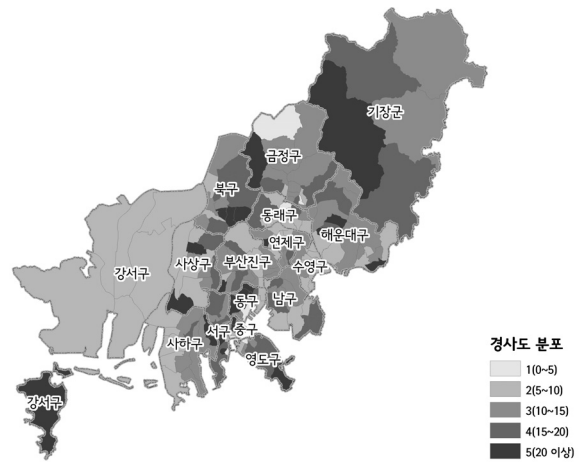 기장군
금정구
북구
동래구
해운대구
연제구
사상구
부산진구
수영구
강서구
동구
남구
서구
중구
사하구
영도구
강서구
경사도 분포
1(0~5)
2(5~10)
3(10~15)
4(15~20)
5(20 이상)